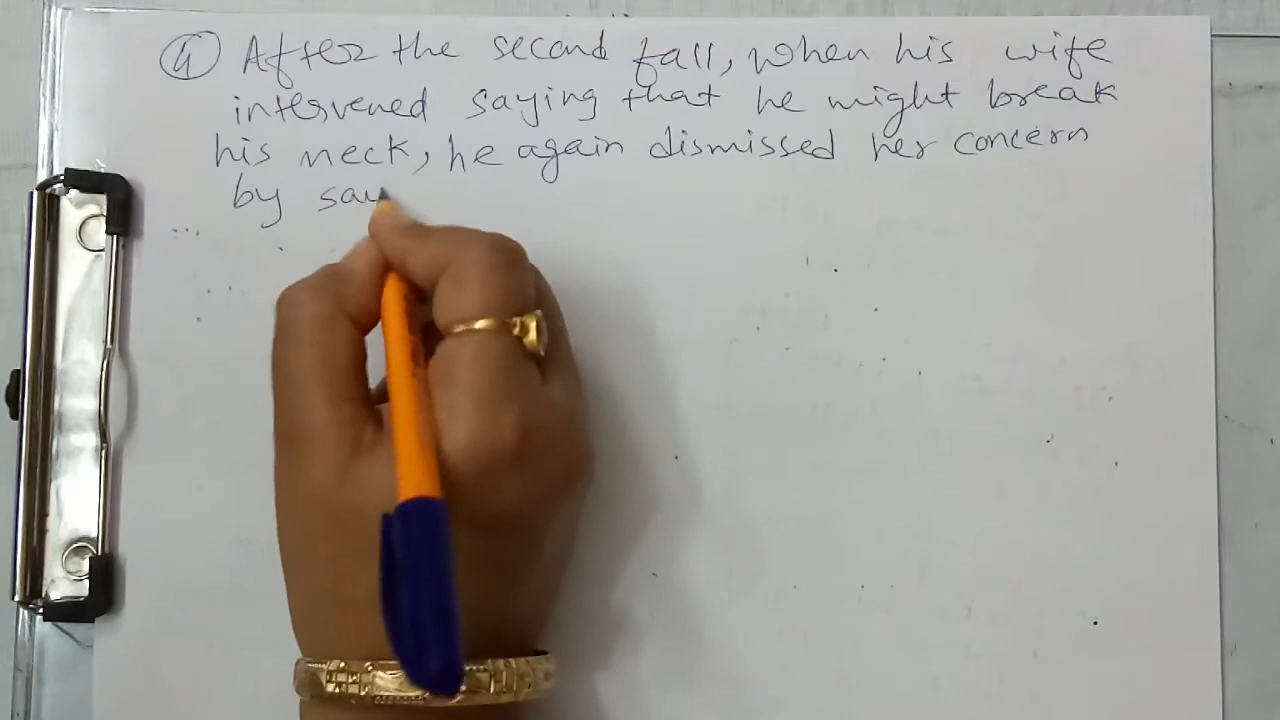 ④ After the second fall, when his wife
intervened saying that he might break
his neck, he again dismissed her concern
by say